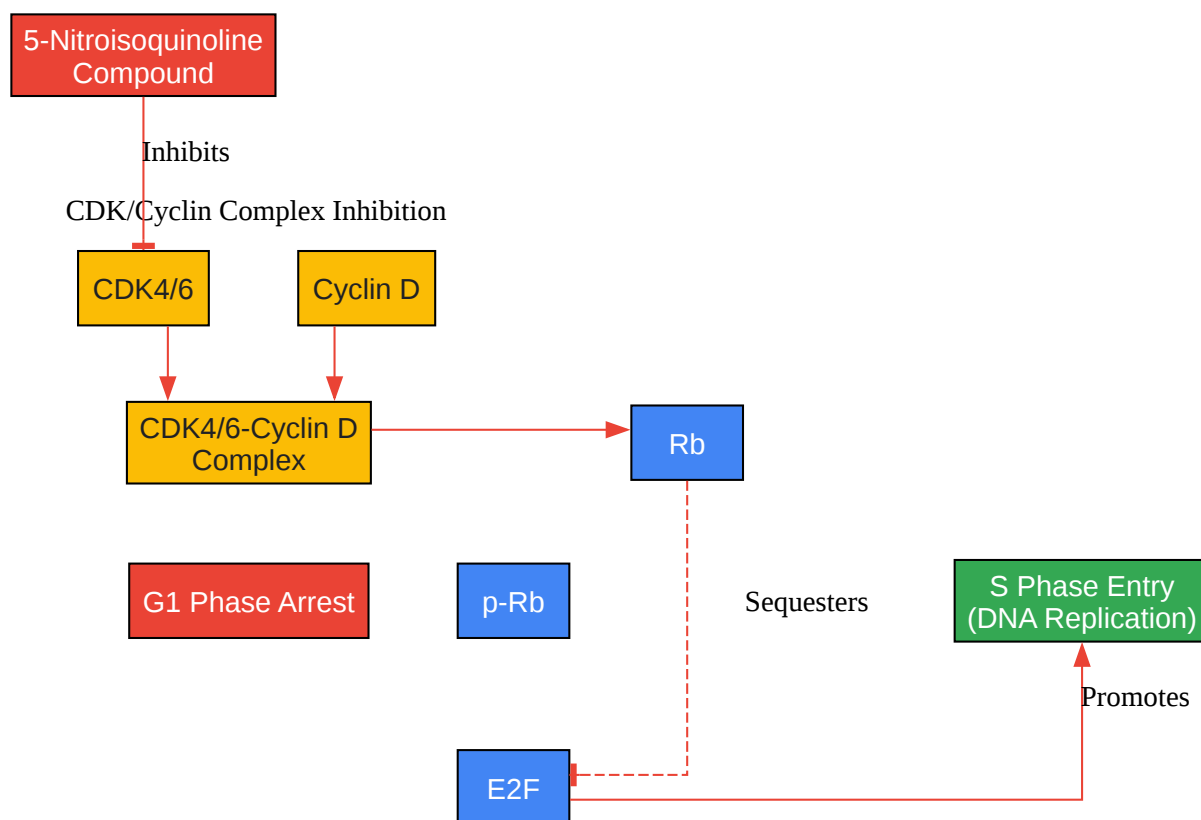 5-Nitroisoquinoline
Compound
Inhibits
CDK/Cyclin Complex Inhibition
CDK4/6
Cyclin D
CDK4/6-Cyclin D
Complex
Rb
G1 Phase Arrest
p-Rb
Sequesters
S Phase Entry
(DNA Replication)
Promotes
E2F